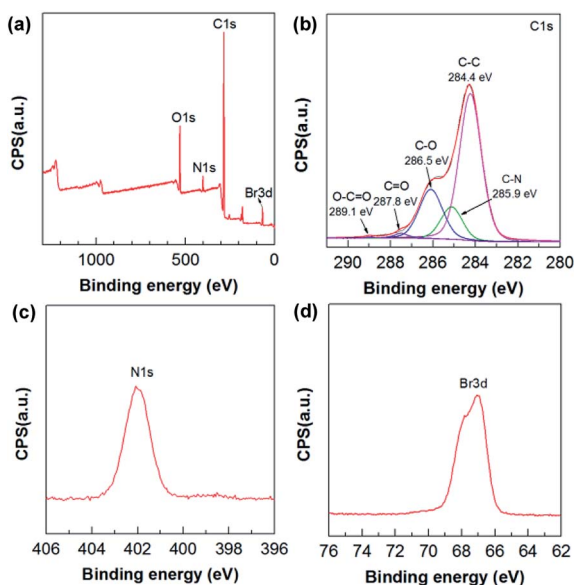 (a)
CPS(a.u.)
C1s
O1s
N1s
Br3d
1000 500 0
Binding energy (eV)
(b)
CPS(a.u.)
C1s
C-C
284.4 eV
C-O
286.5 eV
C=O
287.8 eV
O-C=O
289.1 eV
C-N
285.9 eV
290 288 286 284 282 280
Binding energy (eV)
(c)
CPS(a.u.)
N1s
406 404 402 400 398 396
Binding energy (eV)
(d)
CPS(a.u.)
Br3d
76 74 72 70 68 66 64 62
Binding energy (eV)